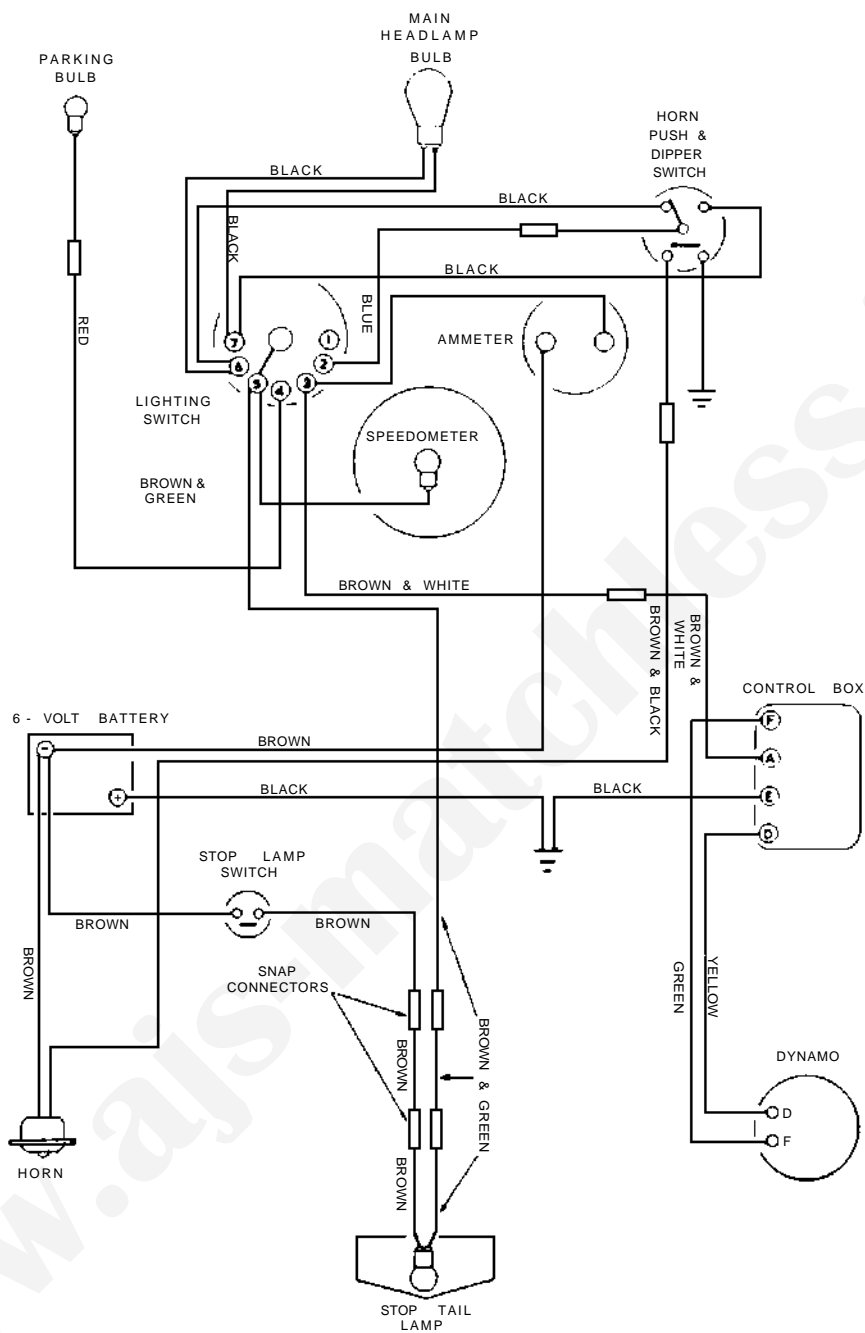 MAIN
HEADLAMP
BULB
PARKING
BULB
HORN
PUSH &
DIPPER
SWITCH
BLACK
BLACK
BLACK
BLACK
BLUE
RED
7
1
6
2
5
4
3
AMMETER
LIGHTING
SWITCH
SPEEDOMETER
BROWN &
GREEN
BROWN & WHITE
BROWN & BLACK
BROWN &
WHITE
CONTROL BOX
F
A
E
D
6 - VOLT BATTERY
-
+
BROWN
BLACK
BLACK
STOP LAMP
SWITCH
BROWN
BROWN
BROWN
SNAP
CONNECTORS
BROWN
BROWN & GREEN
BROWN
GREEN
YELLOW
DYNAMO
D
F
HORN
STOP TAIL
LAMP
w.ajs-matchless